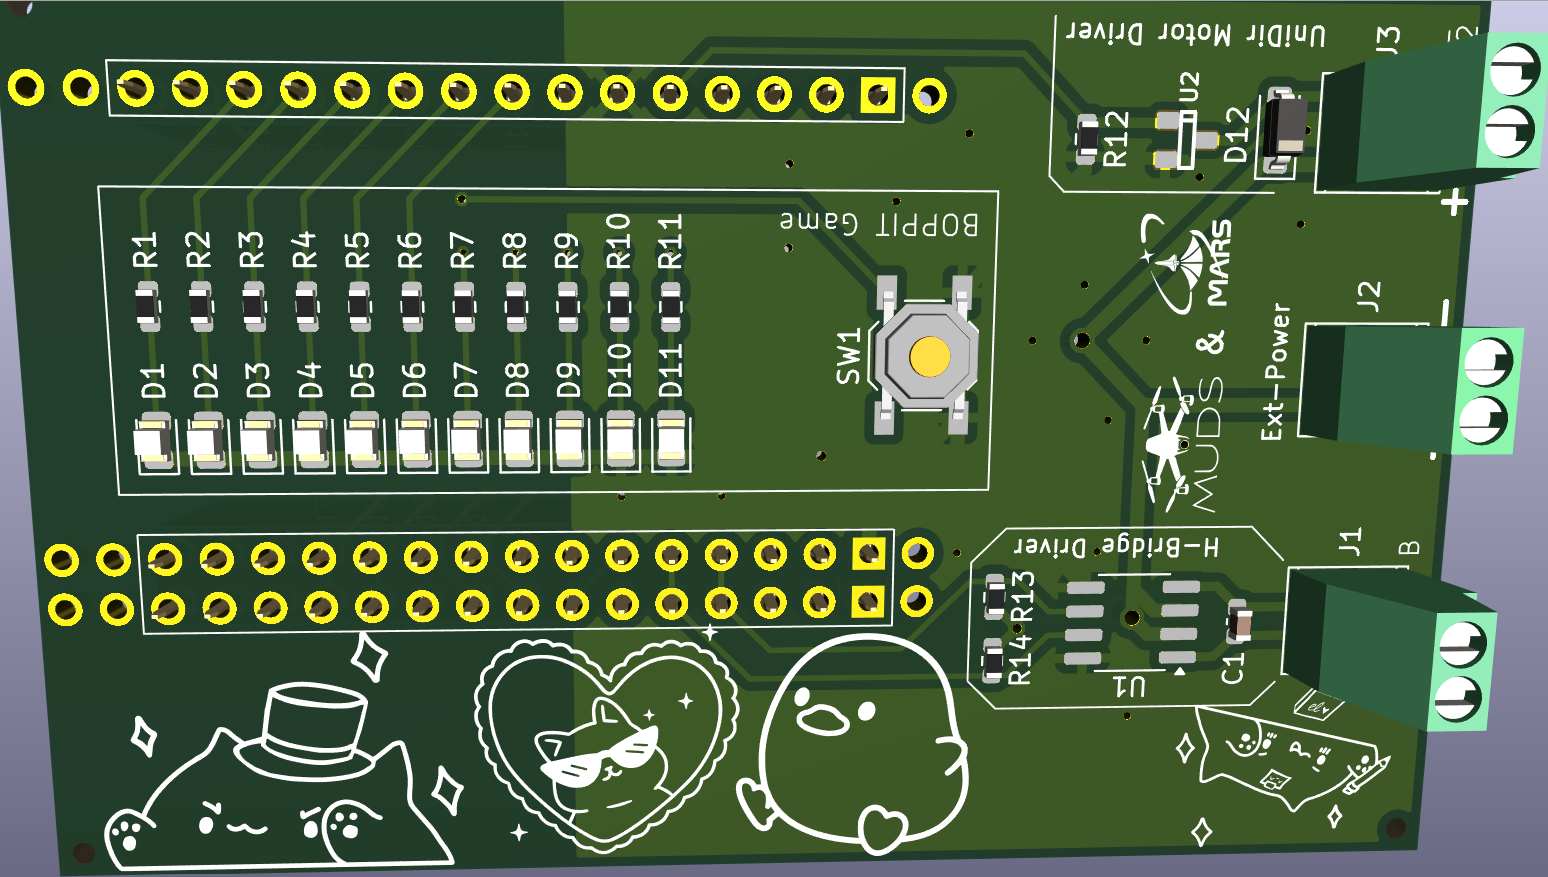 UniDir Motor Driver
J3
U2
R12
D12
+
BOPPIT Game
R1 R2 R3 R4 R5 R6 R7 R8 R9 R10 R11
SW1
D1 D2 D3 D4 D5 D6 D7 D8 D9 D10 D11
MUDS & MARS
Ext-Power
J2
H-Bridge Driver
J1
B
R13
R14
U1
C1